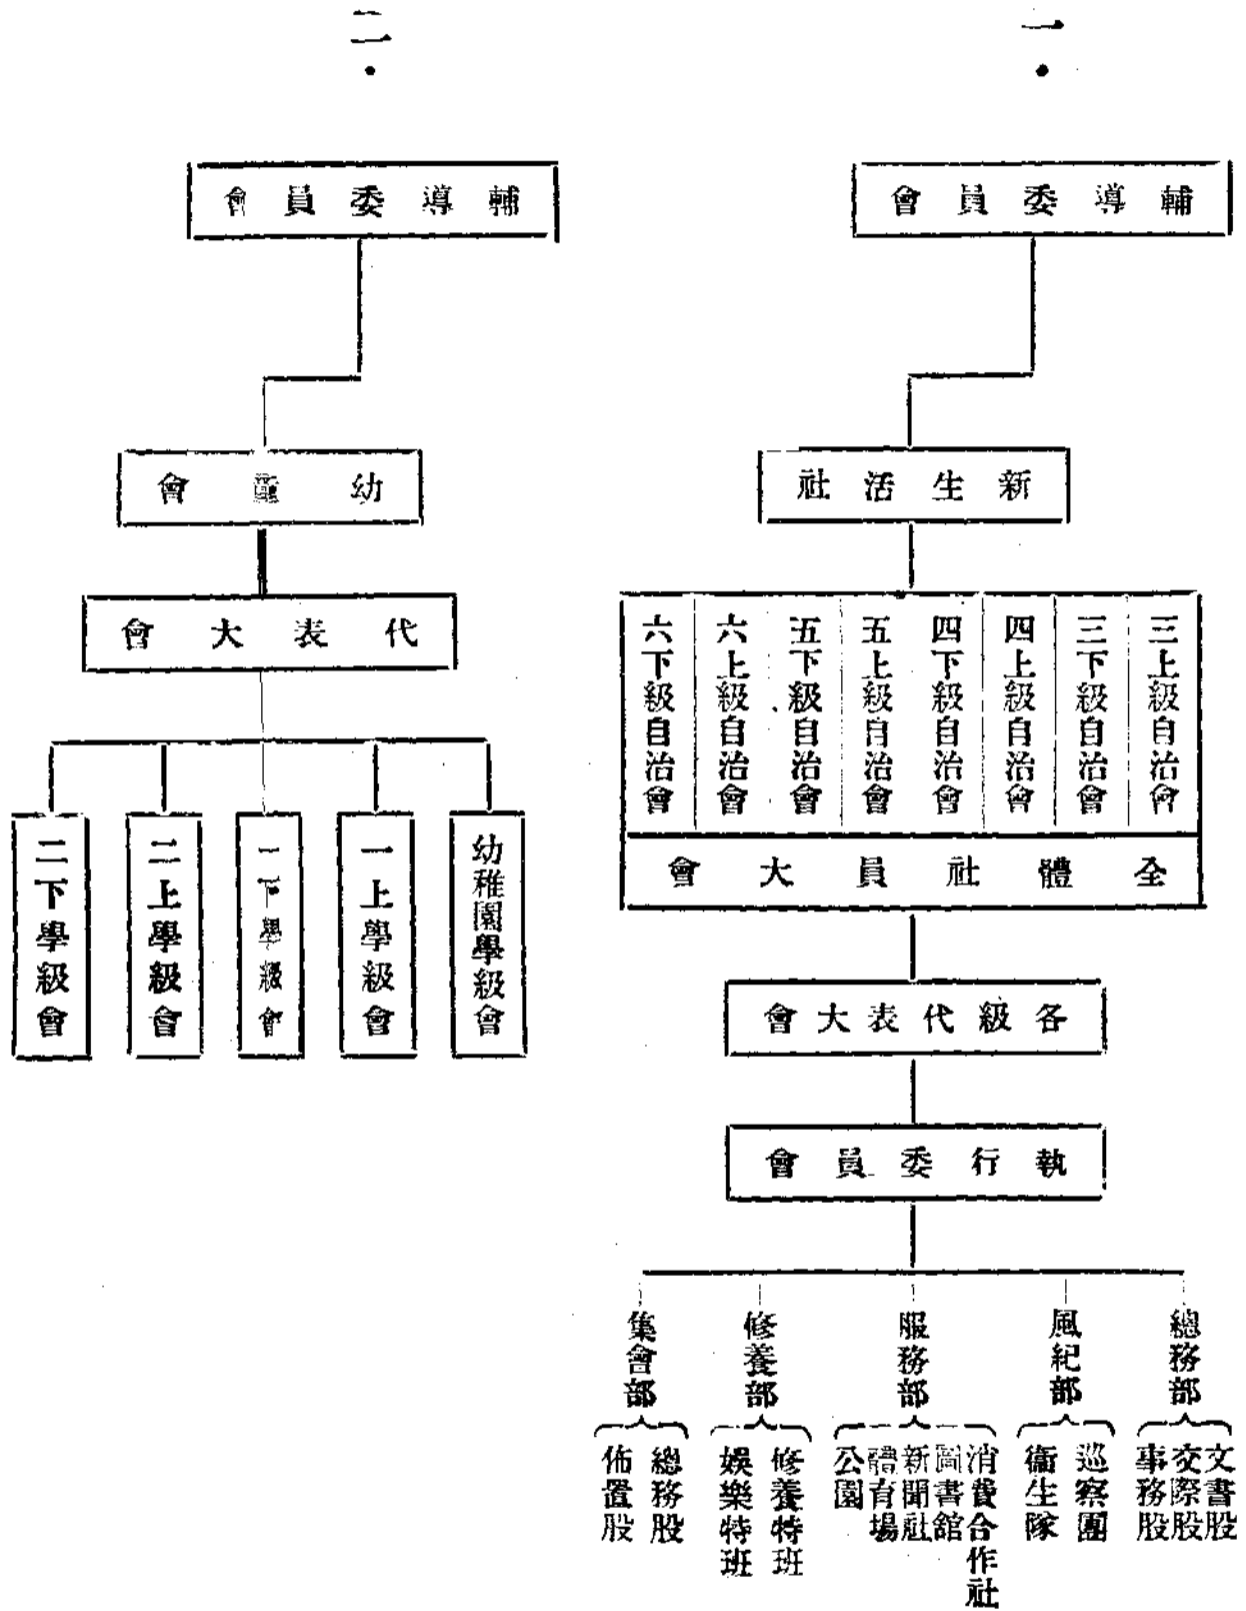 一．
輔導委員會
新生活社
三上級自治會
三下級自治會
四上級自治會
四下級自治會
五上級自治會
五下級自治會
六上級自治會
六下級自治會
全體社員大會
各級代表大會
執行委員會
總務部
文書股
交際股
事務股
風紀部
巡察團
衞生隊
服務部
消費合作社
圖書館
新聞社
體育場
公園
修養部
修養特班
娛樂特班
集會部
總務股
佈置股
二．
輔導委員會
幼童會
代表大會
幼稚園學級會
一上學級會
一下學級會
二上學級會
二下學級會